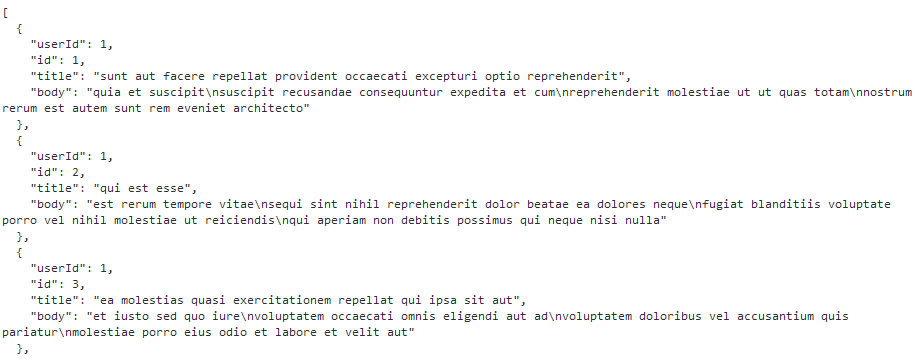 [
  {
    "userId": 1,
    "id": 1,
    "title": "sunt aut facere repellat provident occaecati excepturi optio reprehenderit",
    "body": "quia et suscipit\nsuscipit recusandae consequuntur expedita et cum\nreprehenderit molestiae ut ut quas totam\nnostrum
rerum est autem sunt rem eveniet architecto"
  },
  {
    "userId": 1,
    "id": 2,
    "title": "qui est esse",
    "body": "est rerum tempore vitae\nsequi sint nihil reprehenderit dolor beatae ea dolores neque\nfugiat blanditiis voluptate
porro vel nihil molestiae ut reiciendis\nqui aperiam non debitis possimus qui neque nisi nulla"
  },
  {
    "userId": 1,
    "id": 3,
    "title": "ea molestias quasi exercitationem repellat qui ipsa sit aut",
    "body": "et iusto sed quo iure\nvoluptatem occaecati omnis eligendi aut ad\nvoluptatem doloribus vel accusantium quis
pariatur\nmolestiae porro eius odio et labore et velit aut"
  },